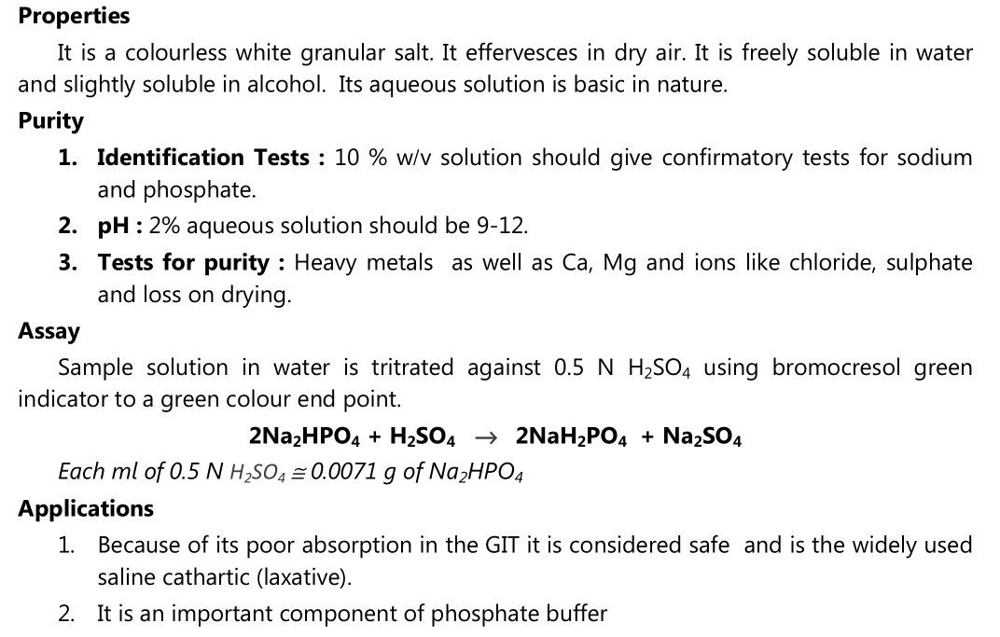 Properties
It is a colourless white granular salt. It effervesces in dry air. It is freely soluble in water
and slightly soluble in alcohol. Its aqueous solution is basic in nature.
Purity
1. Identification Tests : 10 % w/v solution should give confirmatory tests for sodium
and phosphate.
2. pH : 2% aqueous solution should be 9-12.
3. Tests for purity : Heavy metals as well as Ca, Mg and ions like chloride, sulphate
and loss on drying.
Assay
Sample solution in water is tritrated against 0.5 N H₂SO₄ using bromocresol green
indicator to a green colour end point.
2Na₂HPO₄ + H₂SO₄ → 2NaH₂PO₄ + Na₂SO₄
Each ml of 0.5 N H₂SO₄ ≅ 0.0071 g of Na₂HPO₄
Applications
1. Because of its poor absorption in the GIT it is considered safe and is the widely used
saline cathartic (laxative).
2. It is an important component of phosphate buffer